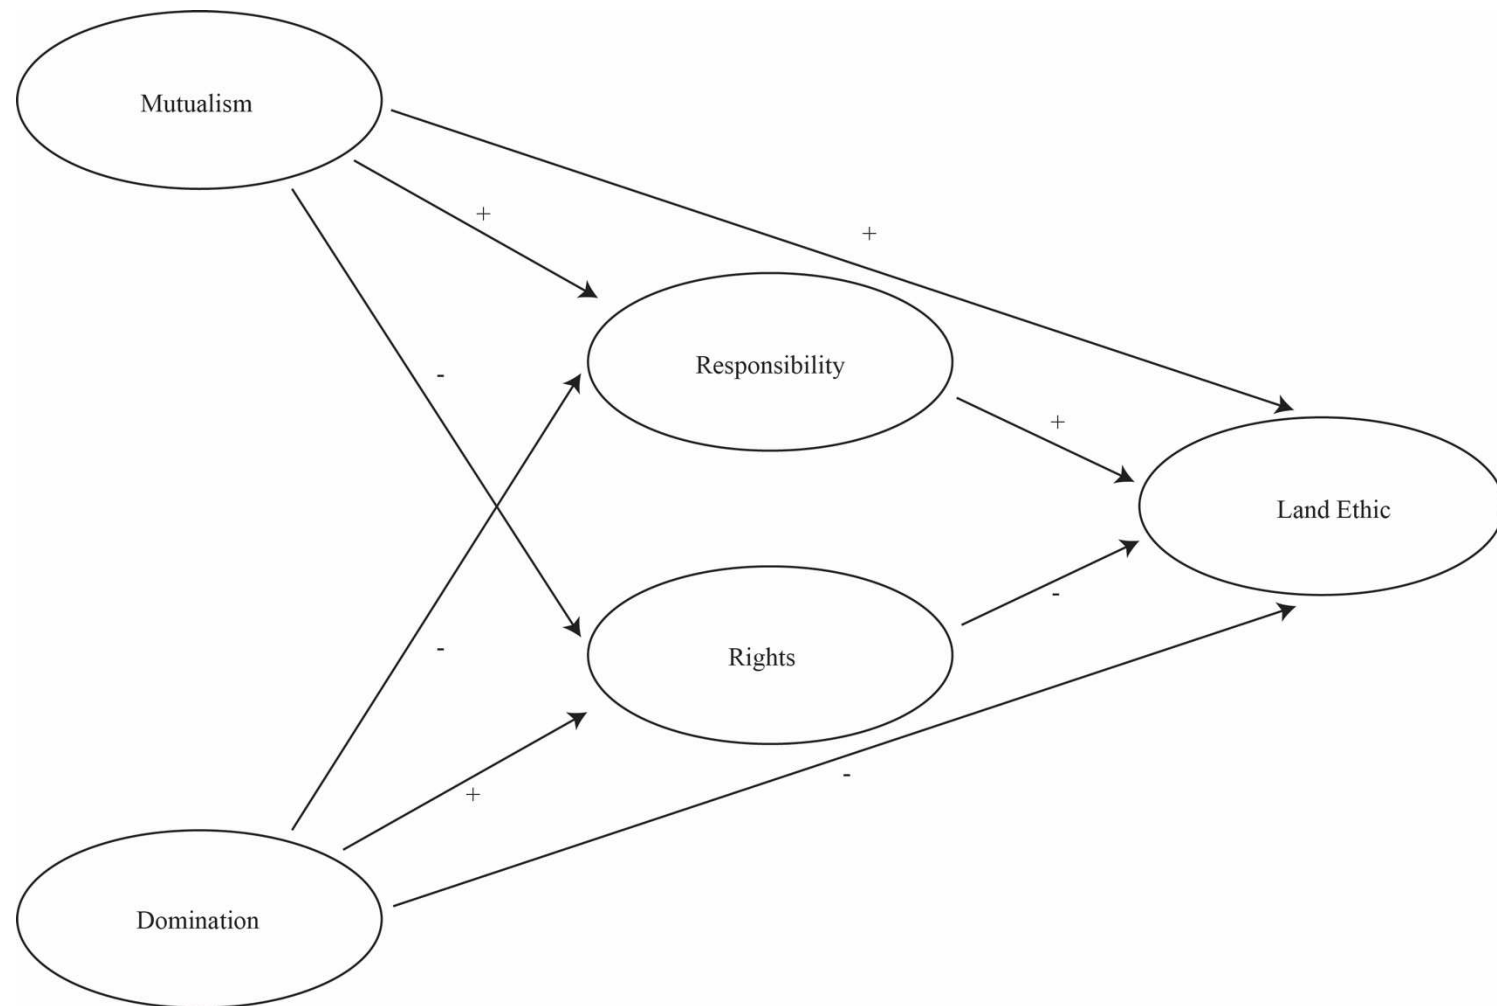 Mutualism
+
+
Responsibility
-
+
Land Ethic
-
-
Rights
+
-
Domination